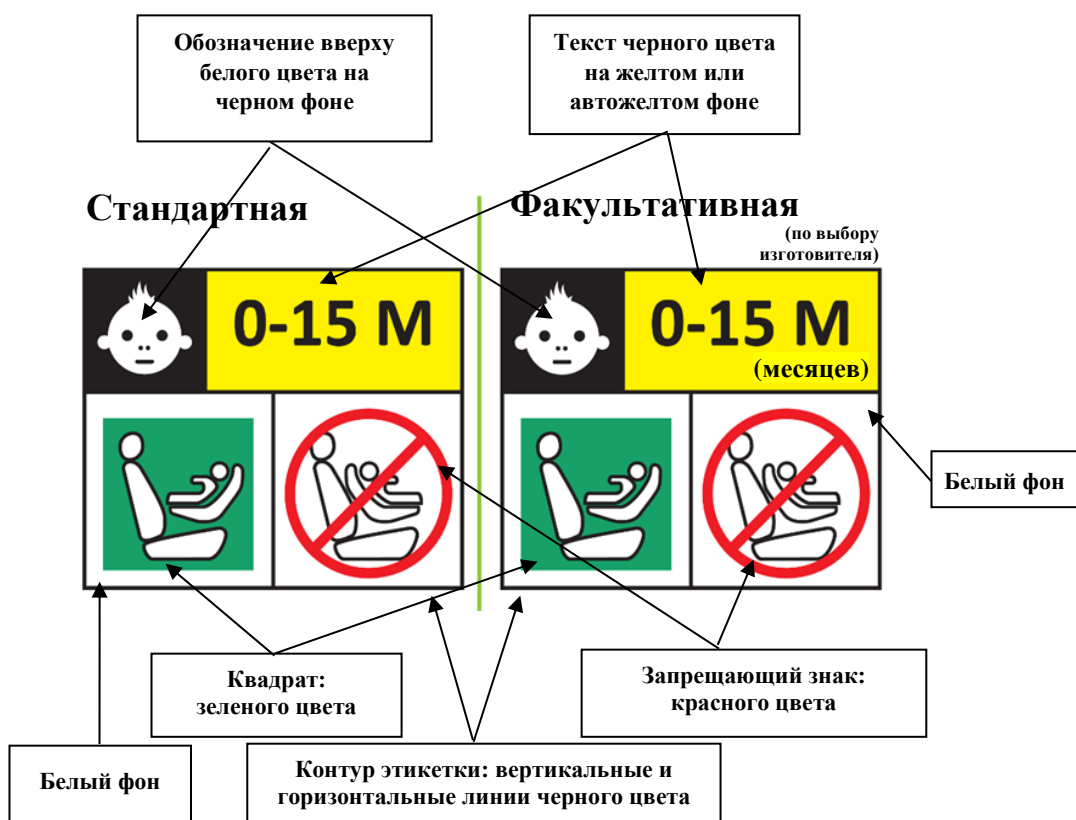 Обозначение вверху
белого цвета на
черном фоне
Текст черного цвета
на желтом или
автожелтом фоне
Стандартная
Факультативная
(по выбору
изготовителя)
0-15 M
0-15 M
(месяцев)
Белый фон
Квадрат:
зеленого цвета
Запрещающий знак:
красного цвета
Белый фон
Контур этикетки: вертикальные и
горизонтальные линии черного цвета